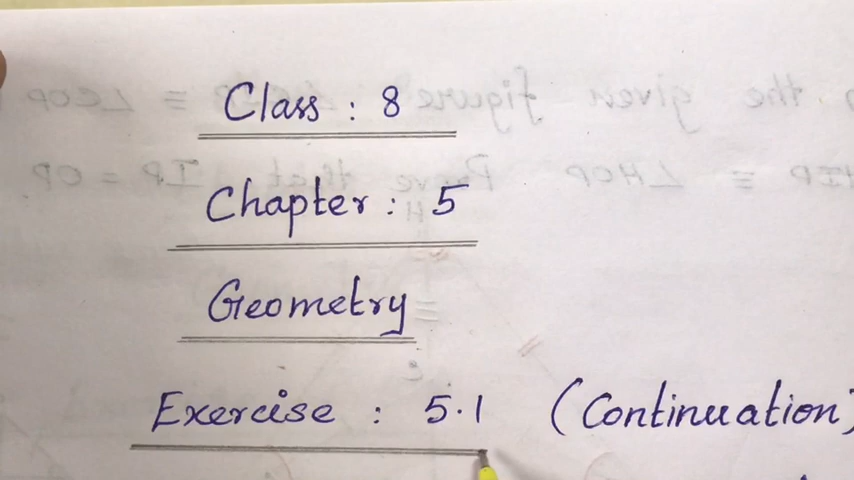 Class : 8
Chapter : 5
Geometry
Exercise : 5.1 (Continuation)